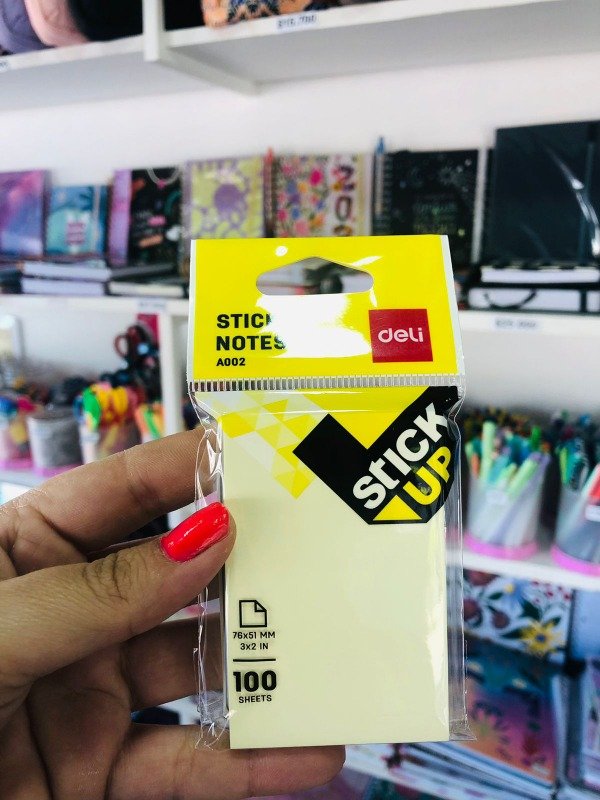 STICK
NOTES
A002
deli
STICK
UP
76x51 MM
3x2 IN
100
SHEETS